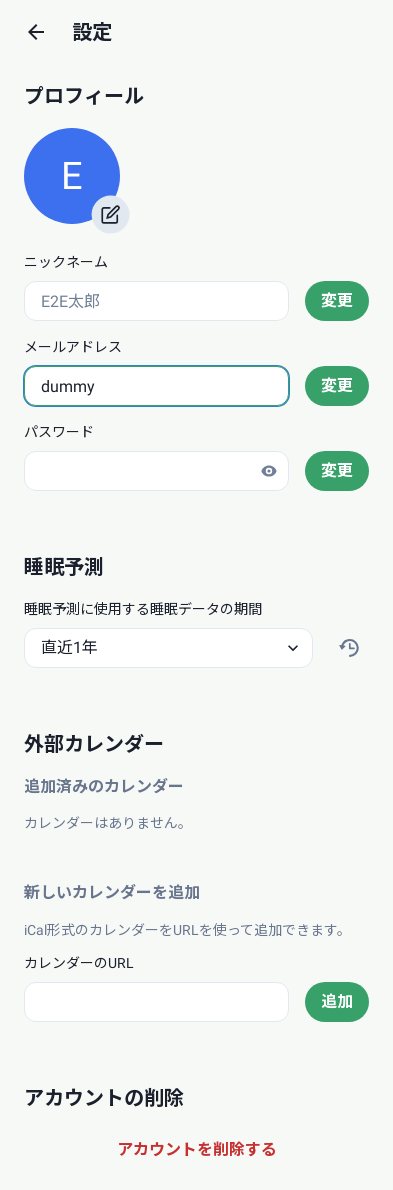 設定
プロフィール
E
ニックネーム
E2E太郎
変更
メールアドレス
dummy
変更
パスワード
変更
睡眠予測
睡眠予測に使用する睡眠データの期間
直近1年
外部カレンダー
追加済みのカレンダー
カレンダーはありません。
新しいカレンダーを追加
iCal形式のカレンダーをURLを使って追加できます。
カレンダーのURL
追加
アカウントの削除
アカウントを削除する